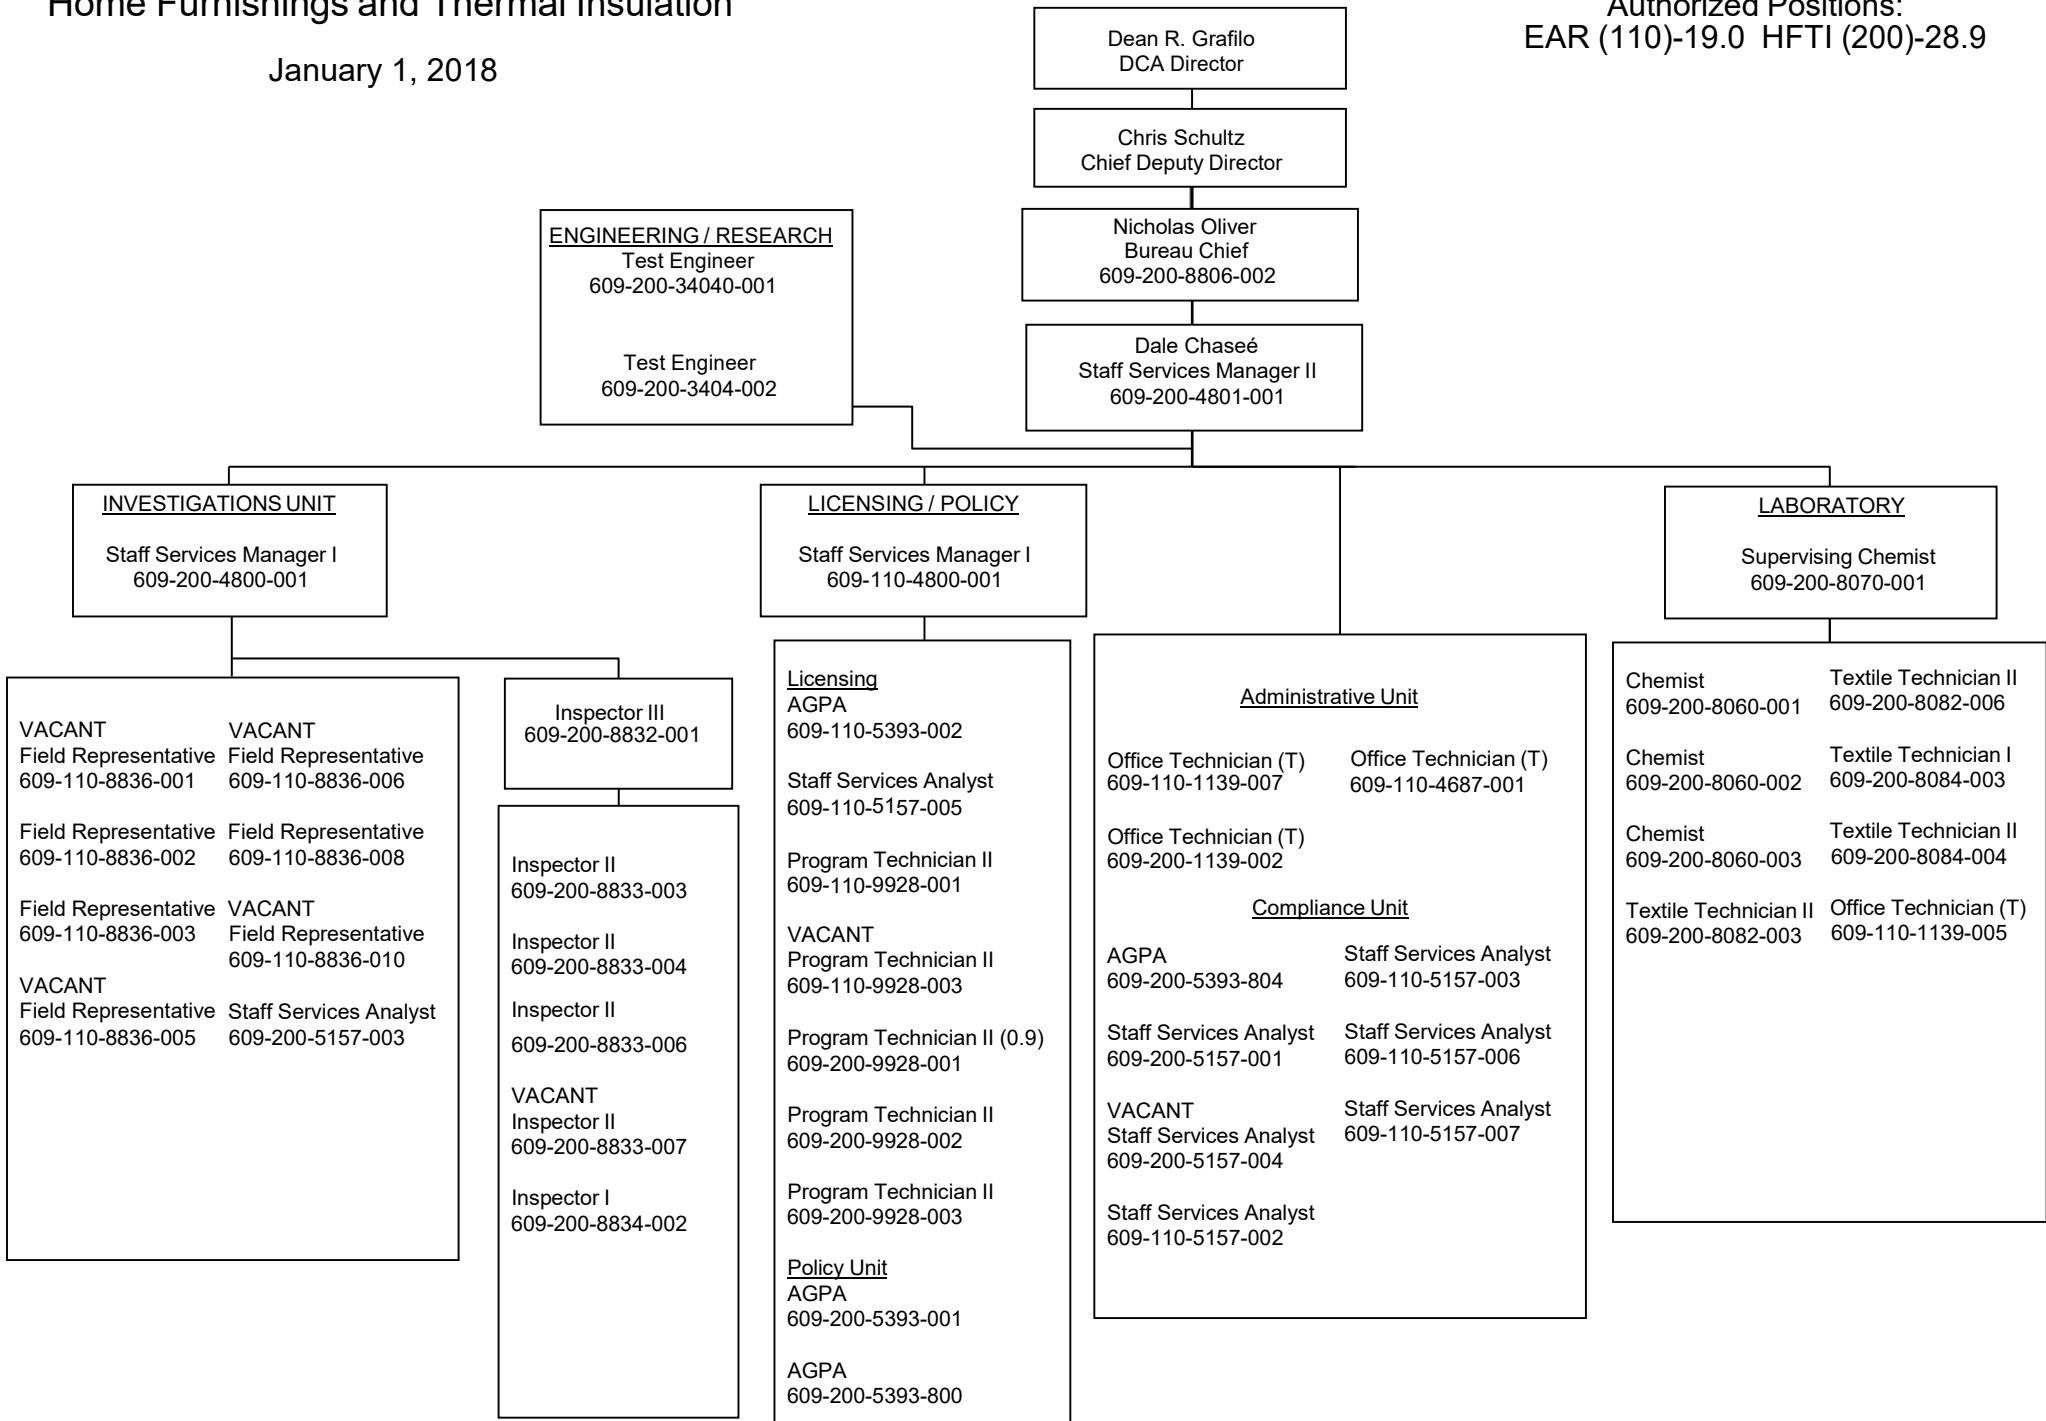 Home Furnishings and Thermal Insulation
January 1, 2018
Authorized Positions:
EAR (110)-19.0 HFTI (200)-28.9
Dean R. Grafilo
DCA Director
Chris Schultz
Chief Deputy Director
Nicholas Oliver
Bureau Chief
609-200-8806-002
Dale Chaseé
Staff Services Manager II
609-200-4801-001
ENGINEERING / RESEARCH
Test Engineer
609-200-34040-001
Test Engineer
609-200-3404-002
INVESTIGATIONS UNIT
Staff Services Manager I
609-200-4800-001
VACANT
Field Representative
609-110-8836-001
Field Representative
609-110-8836-002
Field Representative
609-110-8836-003
VACANT
Field Representative
609-110-8836-005
VACANT
Field Representative
609-110-8836-006
Field Representative
609-110-8836-008
VACANT
Field Representative
609-110-8836-010
Staff Services Analyst
609-200-5157-003
Inspector III
609-200-8832-001
Inspector II
609-200-8833-003
Inspector II
609-200-8833-004
Inspector II
609-200-8833-006
VACANT
Inspector II
609-200-8833-007
Inspector I
609-200-8834-002
LICENSING / POLICY
Staff Services Manager I
609-110-4800-001
Licensing
AGPA
609-110-5393-002
Staff Services Analyst
609-110-5157-005
Program Technician II
609-110-9928-001
VACANT
Program Technician II
609-110-9928-003
Program Technician II (0.9)
609-200-9928-001
Program Technician II
609-200-9928-002
Program Technician II
609-200-9928-003
Policy Unit
AGPA
609-200-5393-001
AGPA
609-200-5393-800
Administrative Unit
Office Technician (T)
609-110-1139-007
Office Technician (T)
609-110-4687-001
Office Technician (T)
609-200-1139-002
Compliance Unit
AGPA
609-200-5393-804
Staff Services Analyst
609-200-5157-001
VACANT
Staff Services Analyst
609-200-5157-004
Staff Services Analyst
609-110-5157-002
Staff Services Analyst
609-110-5157-003
Staff Services Analyst
609-110-5157-006
Staff Services Analyst
609-110-5157-007
LABORATORY
Supervising Chemist
609-200-8070-001
Chemist
609-200-8060-001
Chemist
609-200-8060-002
Chemist
609-200-8060-003
Textile Technician II
609-200-8082-003
Textile Technician II
609-200-8082-006
Textile Technician I
609-200-8084-003
Textile Technician II
609-200-8084-004
Office Technician (T)
609-110-1139-005